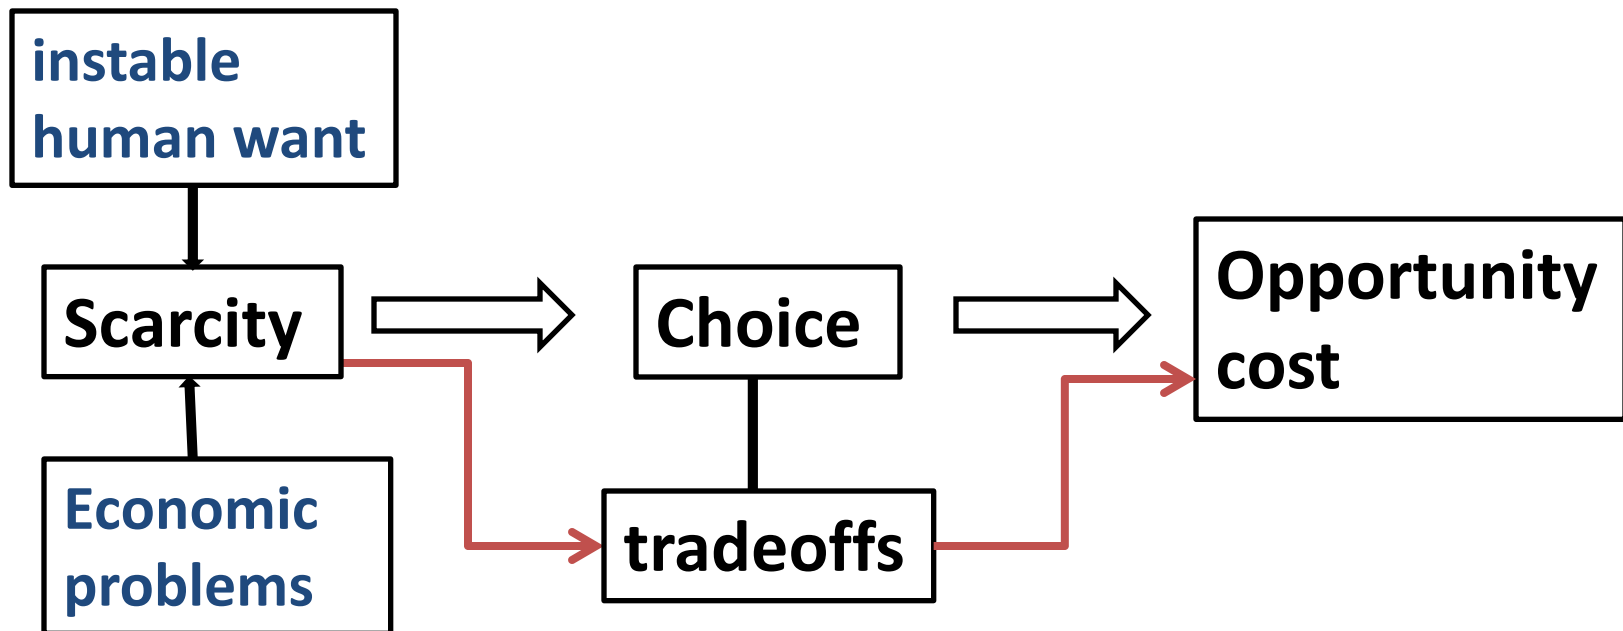 instable
human want
Scarcity
Choice
Opportunity
cost
Economic
problems
tradeoffs